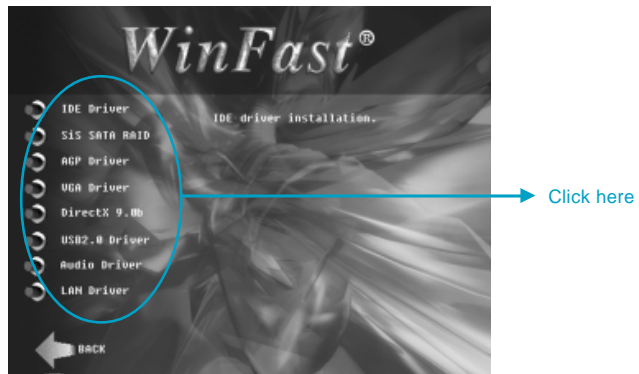 WinFast®
IDE Driver
IDE driver installation.
SiS SATA RAID
AGP Driver
VGA Driver
DirectX 9.0b
USB2.0 Driver
Audio Driver
LAN Driver
BACK
Click here